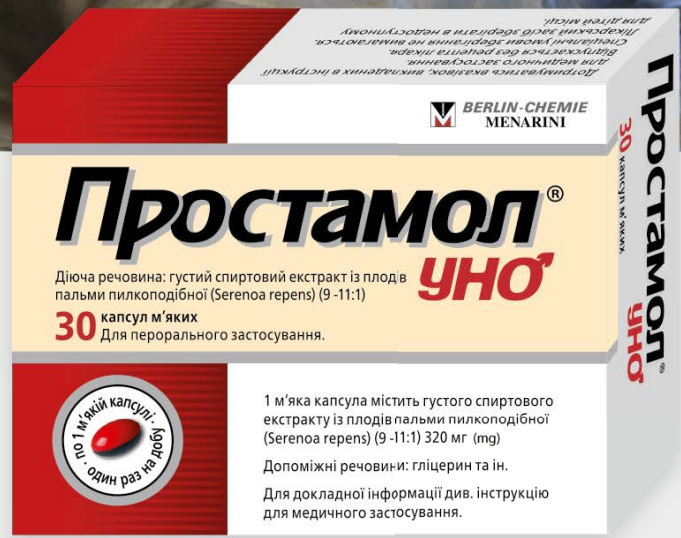 Дотримуватись вказівок, викладених в інструкції
для медичного застосування.
Відпускається без рецепта лікаря.
Спеціальні умови зберігання не вимагаються.
Лікарський засіб зберігати в недоступному
для дітей місці.
BERLIN-CHEMIE
MENARINI
Простамол®
УНО
Діюча речовина: густий спиртовий екстракт із плодів
пальми пилкоподібної (Serenoa repens) (9 -11:1)
30 капсул м’яких
Для перорального застосування.
· по 1 м’якій капсулі ·
один раз на добу
1 м’яка капсула містить густого спиртового
екстракту із плодів пальми пилкоподібної
(Serenoa repens) (9 -11:1) 320 мг (mg)
Допоміжні речовини: гліцерин та ін.
Для докладної інформації див. інструкцію
для медичного застосування.
Простамол®
УНО
30 капсул м’яких